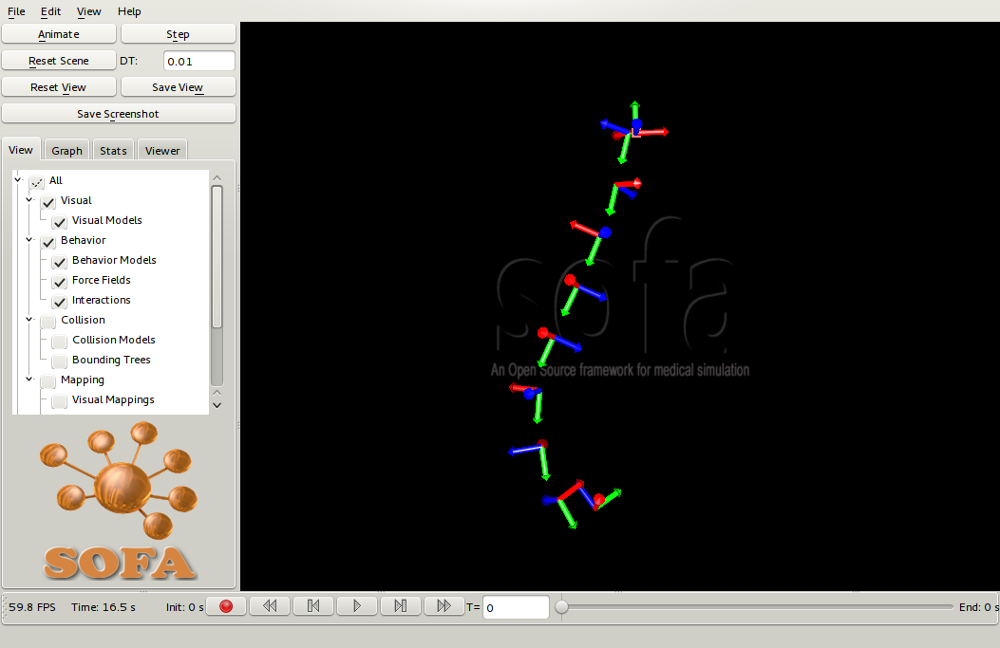 File Edit View Help
Animate Step
Reset Scene DT: 0.01
Reset View Save View
Save Screenshot
View Graph Stats Viewer
All
Visual
Visual Models
Behavior
Behavior Models
Force Fields
Interactions
Collision
Collision Models
Bounding Trees
Mapping
Visual Mappings
SOFA
sofa
An Open Source framework for medical simulation
59.8 FPS Time: 16.5 s Init: 0 s T= 0 End: 0 s